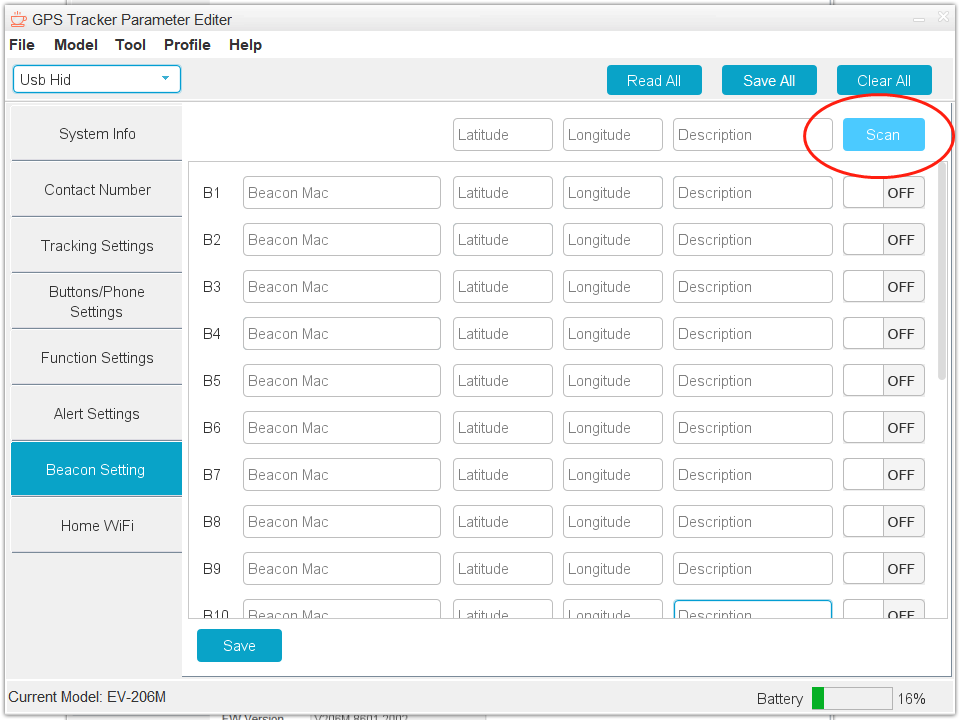 GPS Tracker Parameter Editer
File Model Tool Profile Help
Usb Hid Read All Save All Clear All
System Info
Contact Number
Tracking Settings
Buttons/Phone
Settings
Function Settings
Alert Settings
Beacon Setting
Home WiFi
Latitude Longitude Description Scan
B1 Beacon Mac Latitude Longitude Description OFF
B2 Beacon Mac Latitude Longitude Description OFF
B3 Beacon Mac Latitude Longitude Description OFF
B4 Beacon Mac Latitude Longitude Description OFF
B5 Beacon Mac Latitude Longitude Description OFF
B6 Beacon Mac Latitude Longitude Description OFF
B7 Beacon Mac Latitude Longitude Description OFF
B8 Beacon Mac Latitude Longitude Description OFF
B9 Beacon Mac Latitude Longitude Description OFF
B10 Beacon Mac Latitude Longitude Description OFF
Save
Current Model: EV-206M
Battery 16%
FW Version V206M 8601 2002